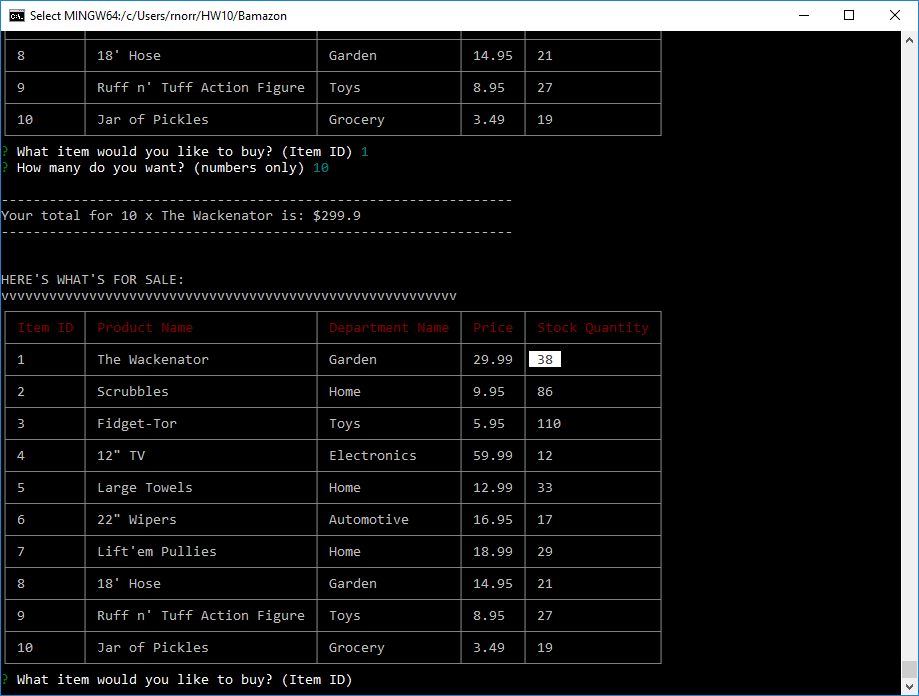 Select MINGW64:/c/Users/rnorr/HW10/Bamazon
8 18' Hose Garden 14.95 21
9 Ruff n' Tuff Action Figure Toys 8.95 27
10 Jar of Pickles Grocery 3.49 19
? What item would you like to buy? (Item ID) 1
? How many do you want? (numbers only) 10
----------------------------------------------------------------
Your total for 10 x The Wackenator is: $299.9
----------------------------------------------------------------
HERE'S WHAT'S FOR SALE:
vvvvvvvvvvvvvvvvvvvvvvvvvvvvvvvvvvvvvvvvvvvvvvvvvvvvvvvvv
Item ID Product Name Department Name Price Stock Quantity
1 The Wackenator Garden 29.99 38
2 Scrubbles Home 9.95 86
3 Fidget-Tor Toys 5.95 110
4 12" TV Electronics 59.99 12
5 Large Towels Home 12.99 33
6 22" Wipers Automotive 16.95 17
7 Lift'em Pullies Home 18.99 29
8 18' Hose Garden 14.95 21
9 Ruff n' Tuff Action Figure Toys 8.95 27
10 Jar of Pickles Grocery 3.49 19
? What item would you like to buy? (Item ID)